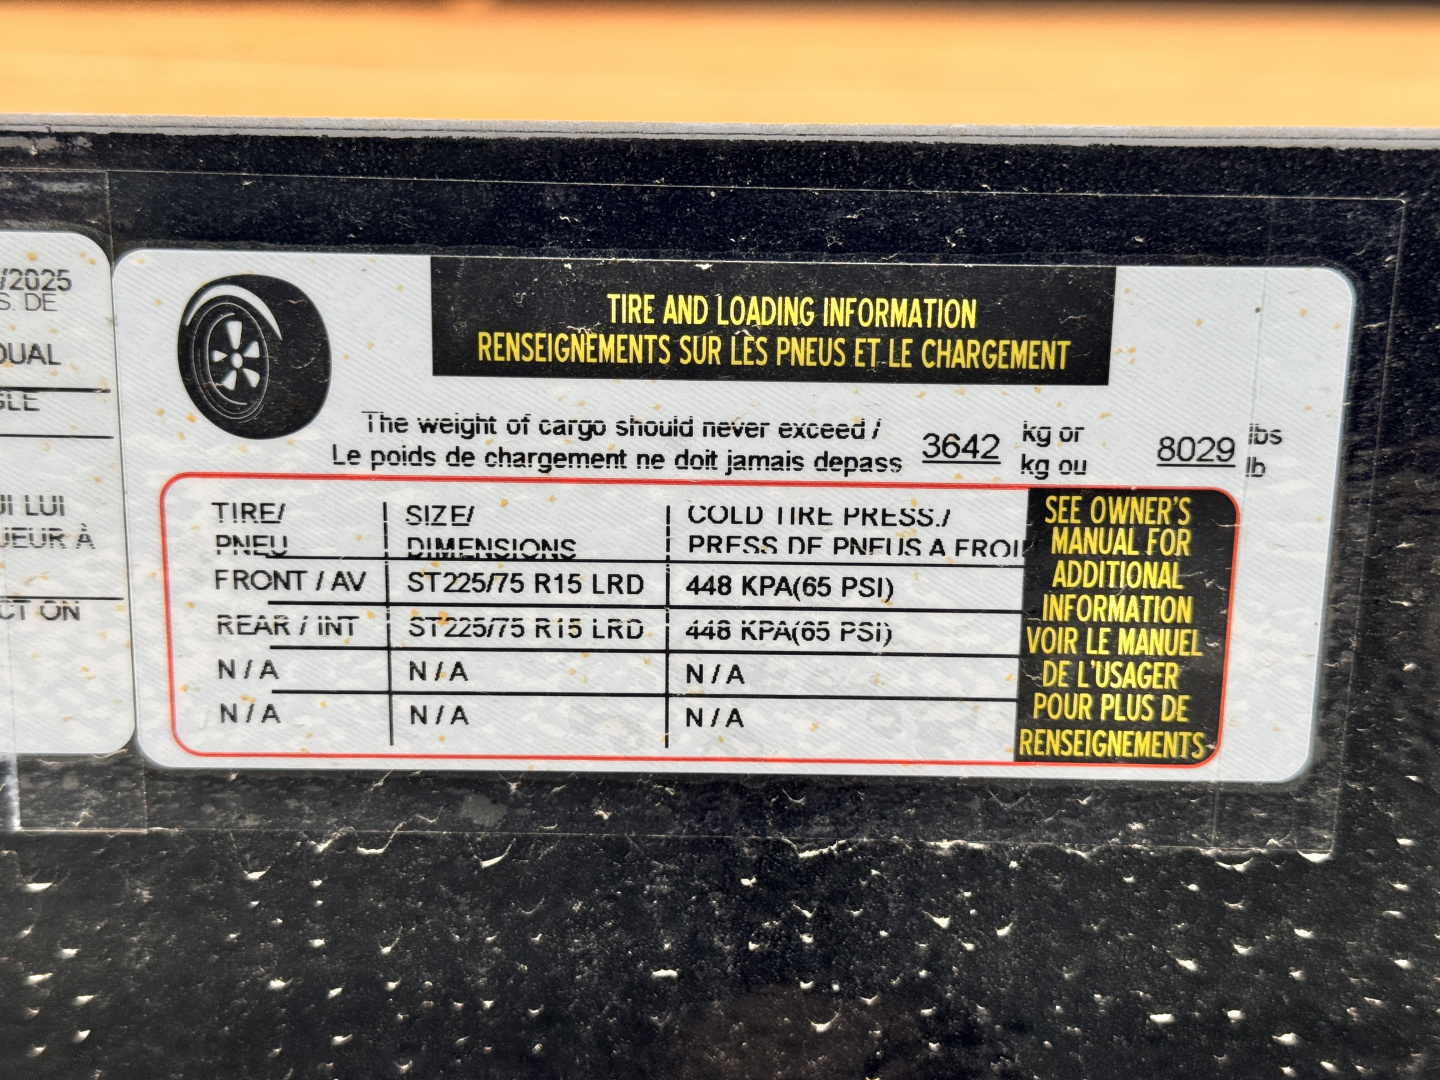 /2025
S. DE
DUAL
GLE
UI LUI
UEUR À
CT ON
TIRE AND LOADING INFORMATION
RENSEIGNEMENTS SUR LES PNEUS ET LE CHARGEMENT
The weight of cargo should never exceed / 3642 kg or 8029 lbs
Le poids de chargement ne doit jamais depass kg ou lb
TIRE/ SIZE/ COLD TIRE PRESS./
PNEU DIMENSIONS PRESS DE PNEUS A FROI
FRONT / AV ST225/75 R15 LRD 448 KPA(65 PSI)
REAR / INT ST225/75 R15 LRD 448 KPA(65 PSI)
N / A N / A N / A
N / A N / A N / A
SEE OWNER'S
MANUAL FOR
ADDITIONAL
INFORMATION
VOIR LE MANUEL
DE L'USAGER
POUR PLUS DE
RENSEIGNEMENTS